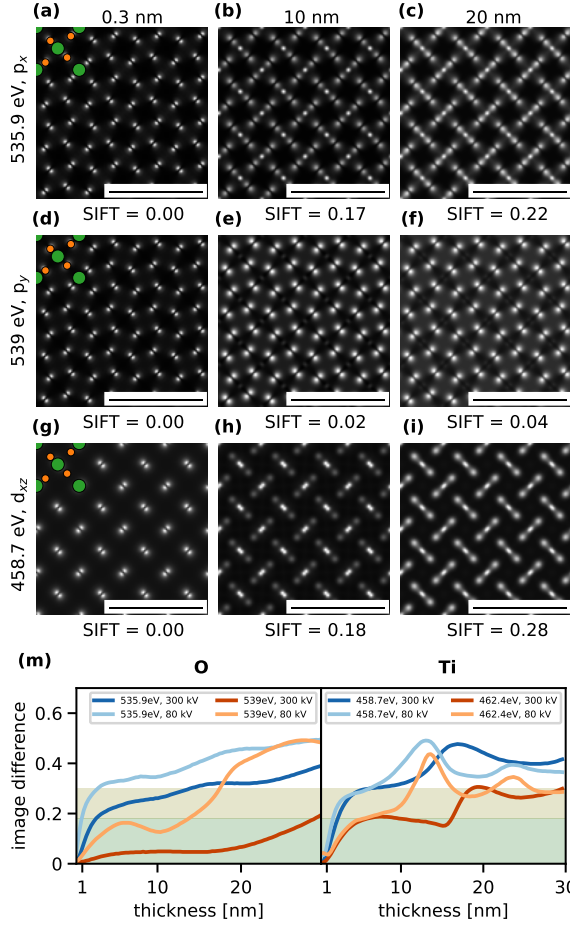 (a) 0.3 nm (b) 10 nm (c) 20 nm
535.9 eV, pₓ
SIFT = 0.00 SIFT = 0.17 SIFT = 0.22
(d) (e) (f)
539 eV, p_y
SIFT = 0.00 SIFT = 0.02 SIFT = 0.04
(g) (h) (i)
458.7 eV, d_xz
SIFT = 0.00 SIFT = 0.18 SIFT = 0.28
(m) O Ti
535.9eV, 300 kV 539eV, 300 kV 458.7eV, 300 kV 462.4eV, 300 kV
535.9eV, 80 kV 539eV, 80 kV 458.7eV, 80 kV 462.4eV, 80 kV
image difference
0.6
0.4
0.2
0
1 10 20 1 10 20 30
thickness [nm] thickness [nm]